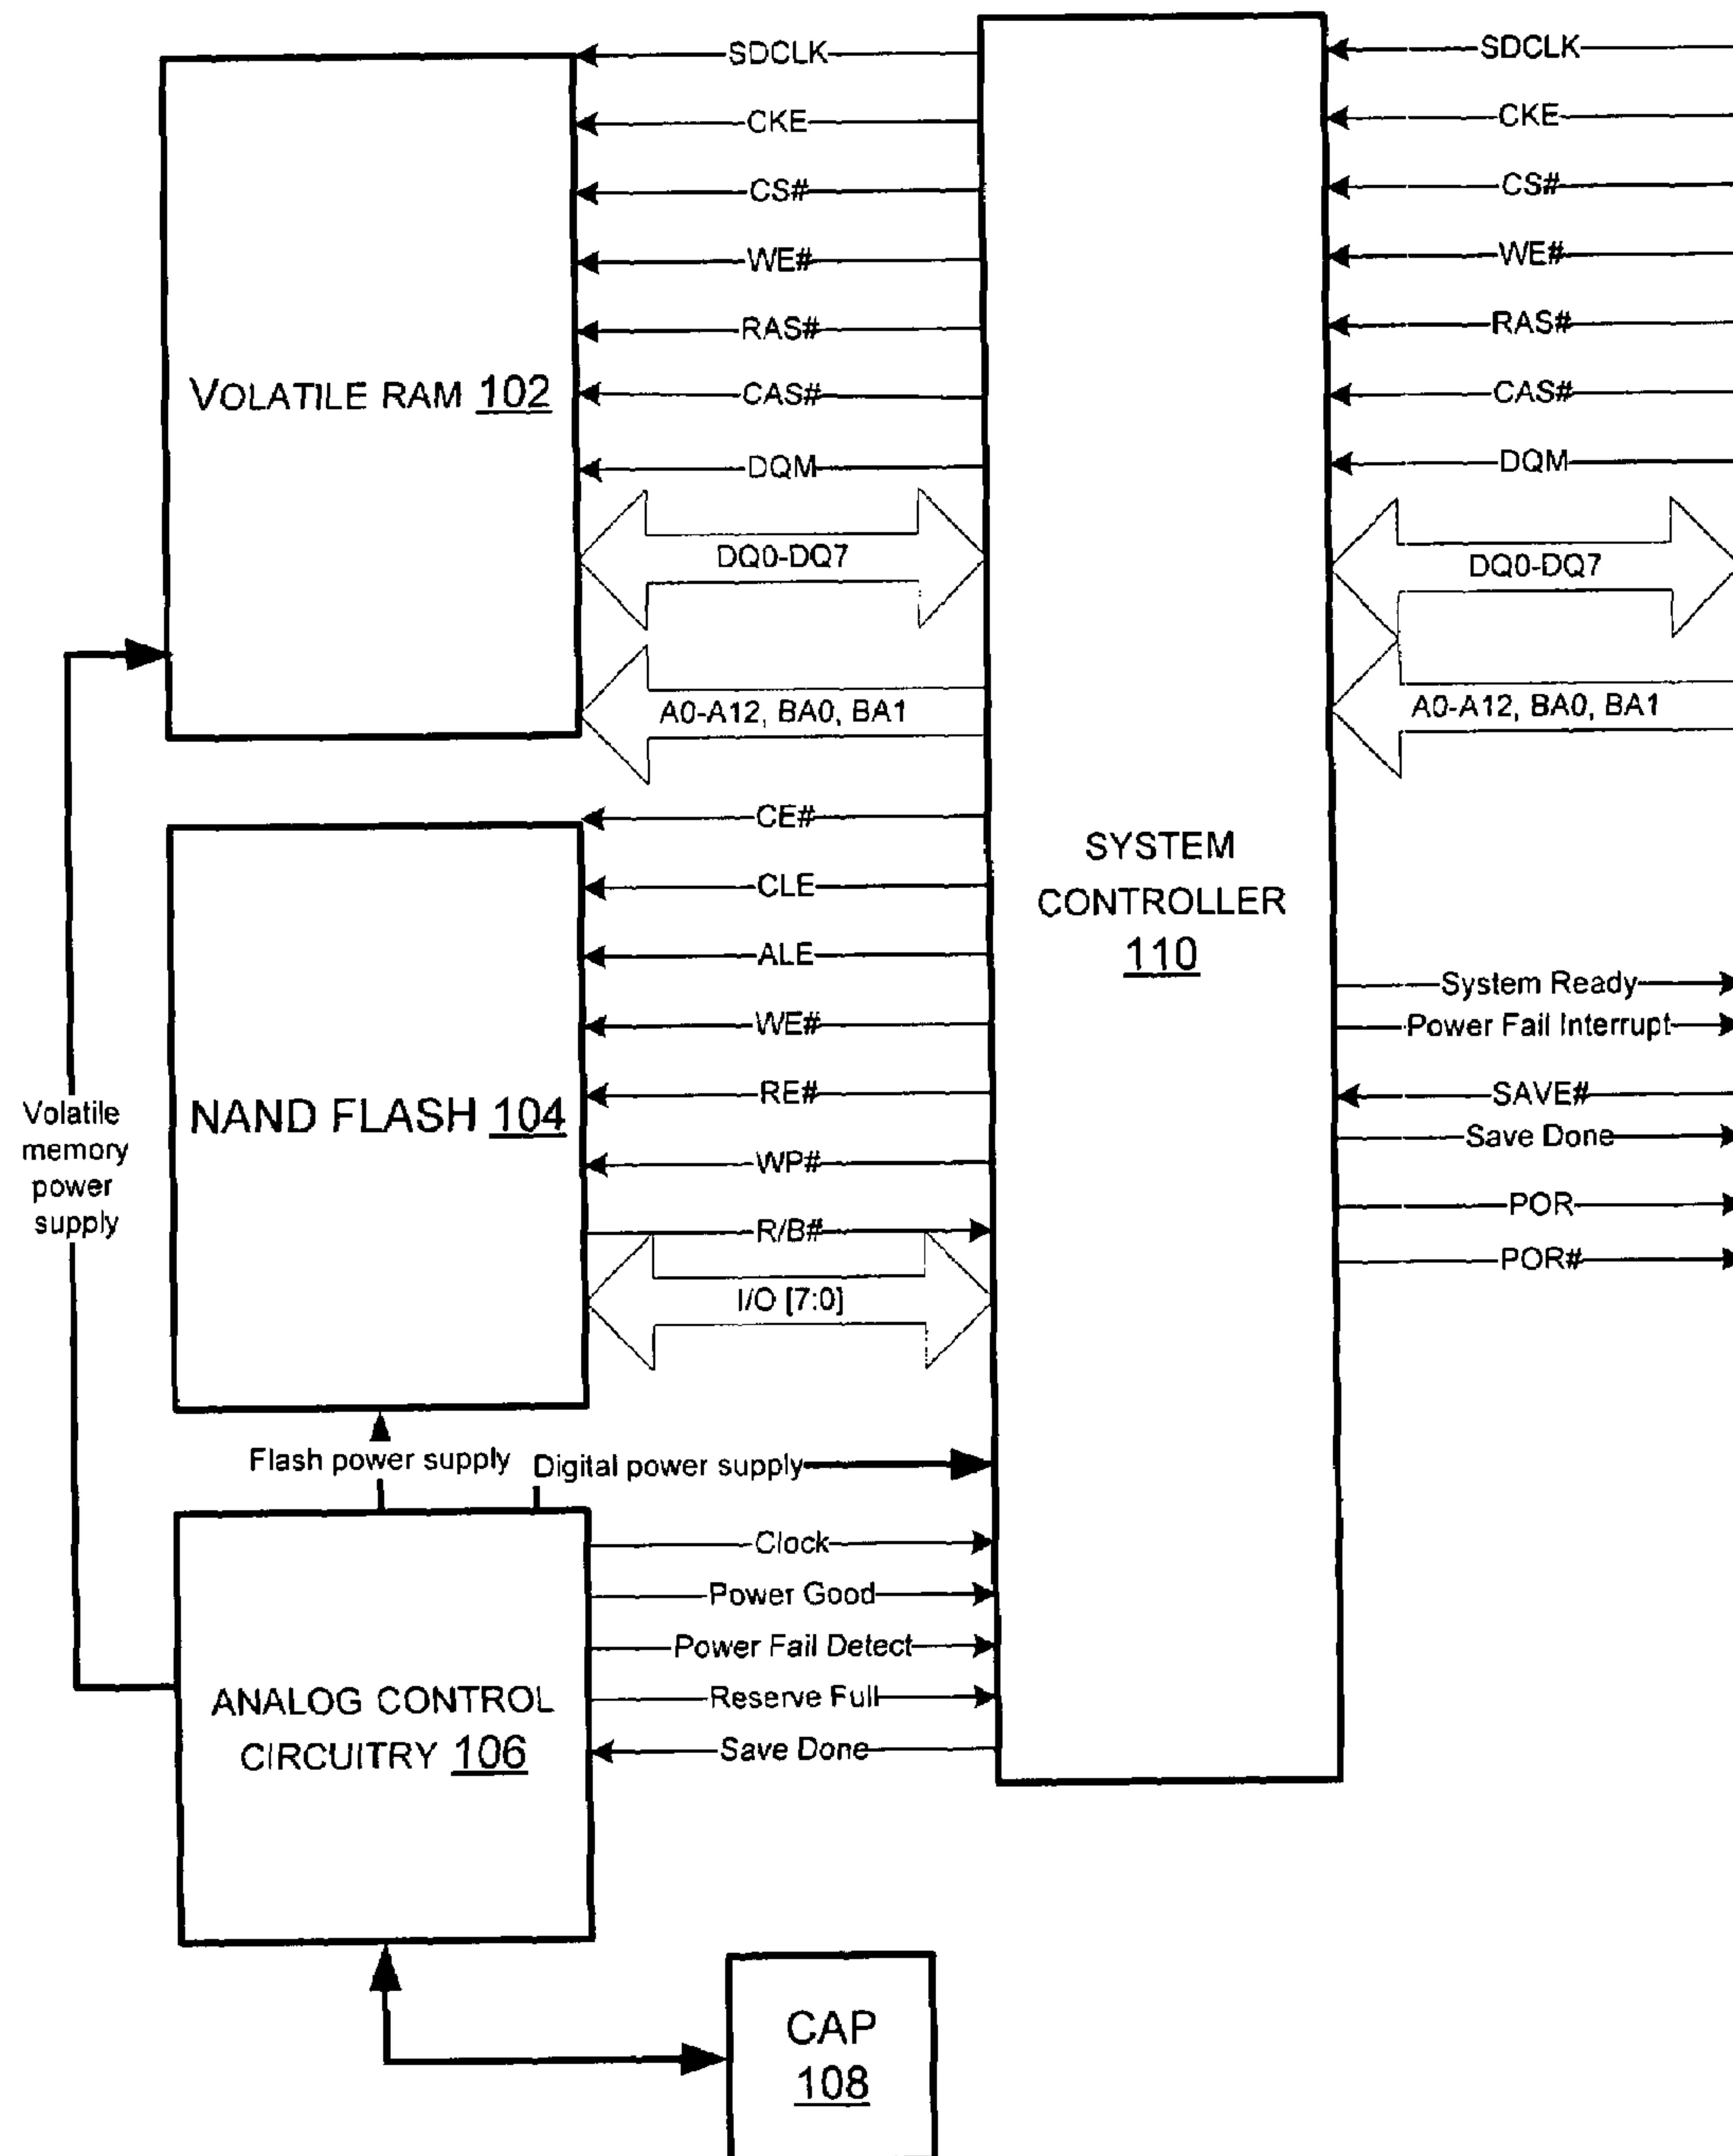 SDCLK
CKE
CS#
WE#
RAS#
CAS#
DQM
DQ0-DQ7
A0-A12, BA0, BA1
VOLATILE RAM 102
SDCLK
CKE
CS#
WE#
RAS#
CAS#
DQM
DQ0-DQ7
A0-A12, BA0, BA1
CE#
CLE
ALE
WE#
RE#
WP#
R/B#
I/O [7:0]
NAND FLASH 104
SYSTEM
CONTROLLER
110
System Ready
Power Fail Interrupt
SAVE#
Save Done
POR
POR#
Volatile
memory
power
supply
Flash power supply
Digital power supply
Clock
Power Good
Power Fail Detect
Reserve Full
Save Done
ANALOG CONTROL
CIRCUITRY 106
CAP
108